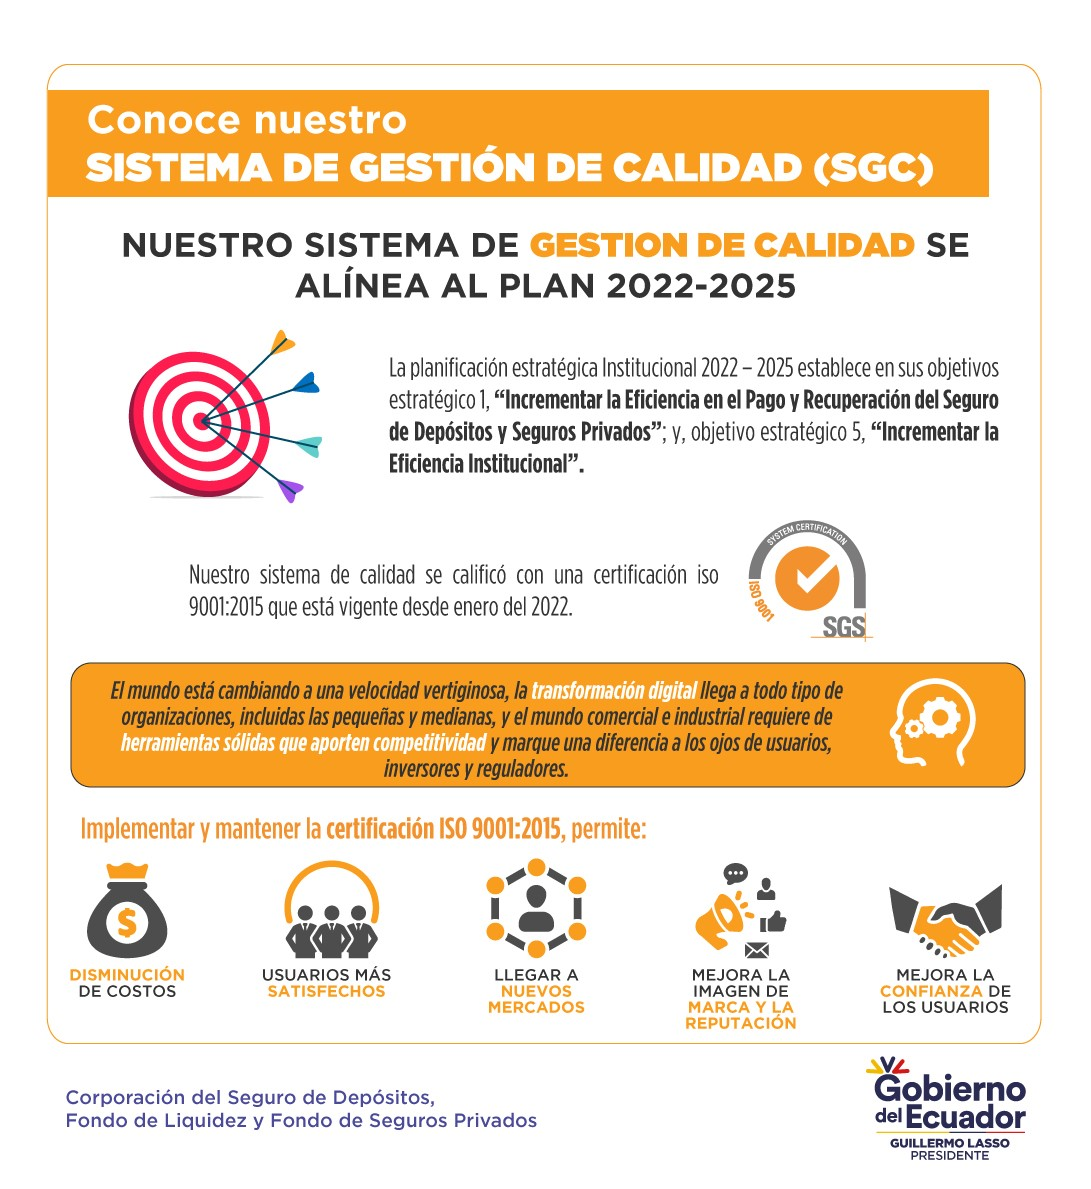 Conoce nuestro
SISTEMA DE GESTIÓN DE CALIDAD (SGC)
NUESTRO SISTEMA DE GESTION DE CALIDAD SE
ALÍNEA AL PLAN 2022-2025
La planificación estratégica Institucional 2022 – 2025 establece en sus objetivos
estratégico 1, “Incrementar la Eficiencia en el Pago y Recuperación del Seguro
de Depósitos y Seguros Privados”; y, objetivo estratégico 5, “Incrementar la
Eficiencia Institucional”.
Nuestro sistema de calidad se calificó con una certificación iso
9001:2015 que está vigente desde enero del 2022.
SYSTEM CERTIFICATION
ISO 9001
SGS
El mundo está cambiando a una velocidad vertiginosa, la transformación digital llega a todo tipo de
organizaciones, incluidas las pequeñas y medianas, y el mundo comercial e industrial requiere de
herramientas sólidas que aporten competitividad y marque una diferencia a los ojos de usuarios,
inversores y reguladores.
Implementar y mantener la certificación ISO 9001:2015, permite:
$
DISMINUCIÓN
DE COSTOS
USUARIOS MÁS
SATISFECHOS
LLEGAR A
NUEVOS
MERCADOS
MEJORA LA
IMAGEN DE
MARCA Y LA
REPUTACIÓN
MEJORA LA
CONFIANZA DE
LOS USUARIOS
Corporación del Seguro de Depósitos,
Fondo de Liquidez y Fondo de Seguros Privados
Gobierno
del Ecuador
GUILLERMO LASSO
PRESIDENTE